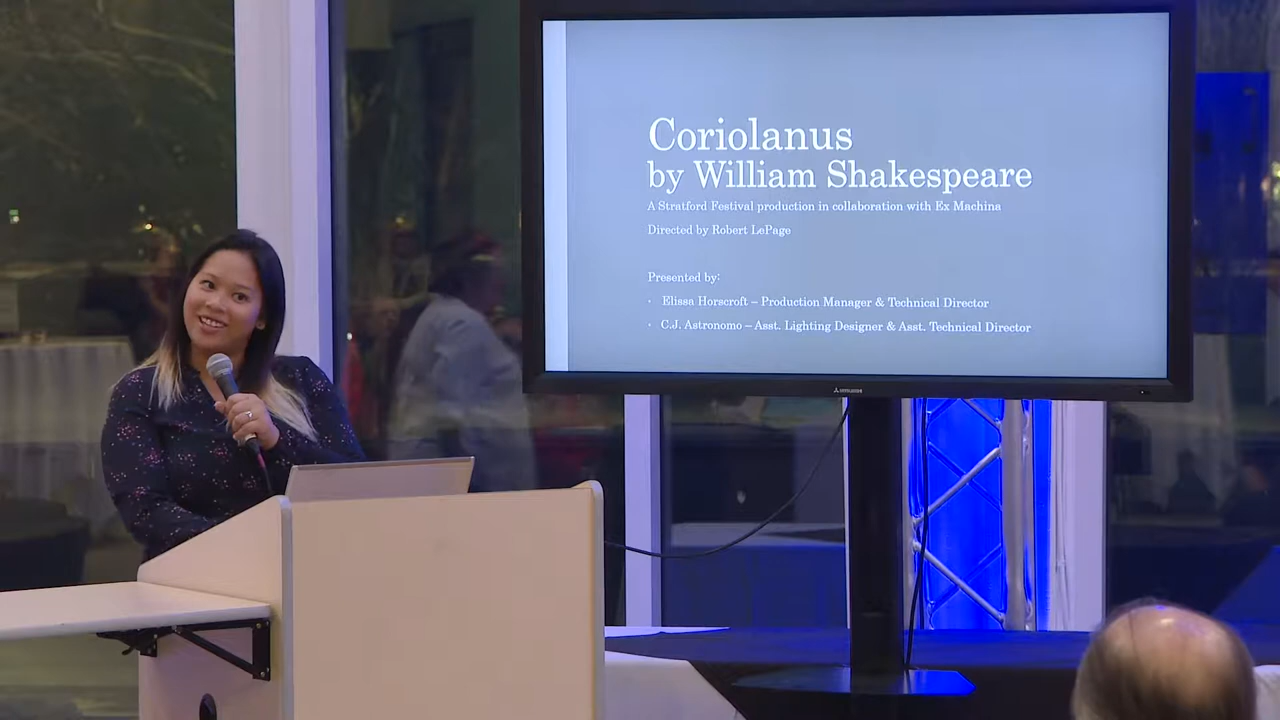 Coriolanus
by William Shakespeare
A Stratford Festival production in collaboration with Ex Machina
Directed by Robert LePage
Presented by:
· Elissa Horscroft – Production Manager & Technical Director
· C.J. Astronomo – Asst. Lighting Designer & Asst. Technical Director
MITSUBISHI